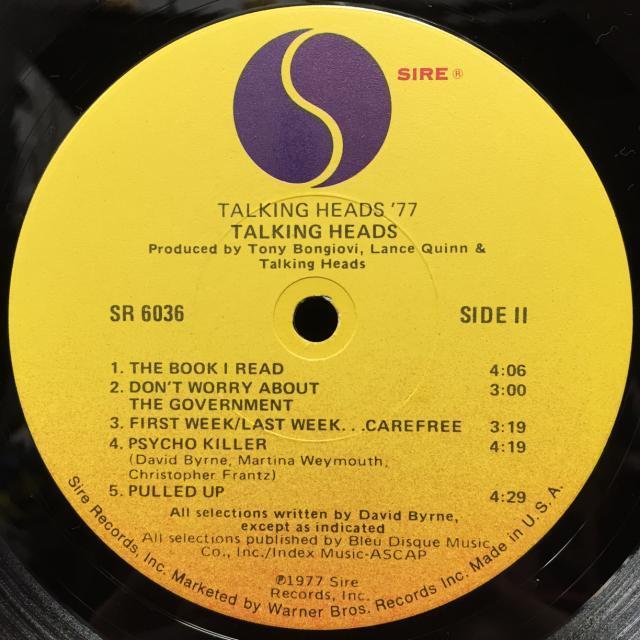 SIRE ®
TALKING HEADS '77
TALKING HEADS
Produced by Tony Bongiovi, Lance Quinn &
Talking Heads
SR 6036 SIDE II
1. THE BOOK I READ 4:06
2. DON'T WORRY ABOUT 3:00
THE GOVERNMENT
3. FIRST WEEK/LAST WEEK. . .CAREFREE 3:19
4. PSYCHO KILLER 4:19
(David Byrne, Martina Weymouth,
Christopher Frantz)
5. PULLED UP 4:29
All selections written by David Byrne,
except as indicated
All selections published by Bleu Disque Music
Co., Inc./Index Music-ASCAP
℗1977 Sire
Records, Inc.
Sire Records, Inc. Marketed by Warner Bros. Records Inc. Made in U.S.A.